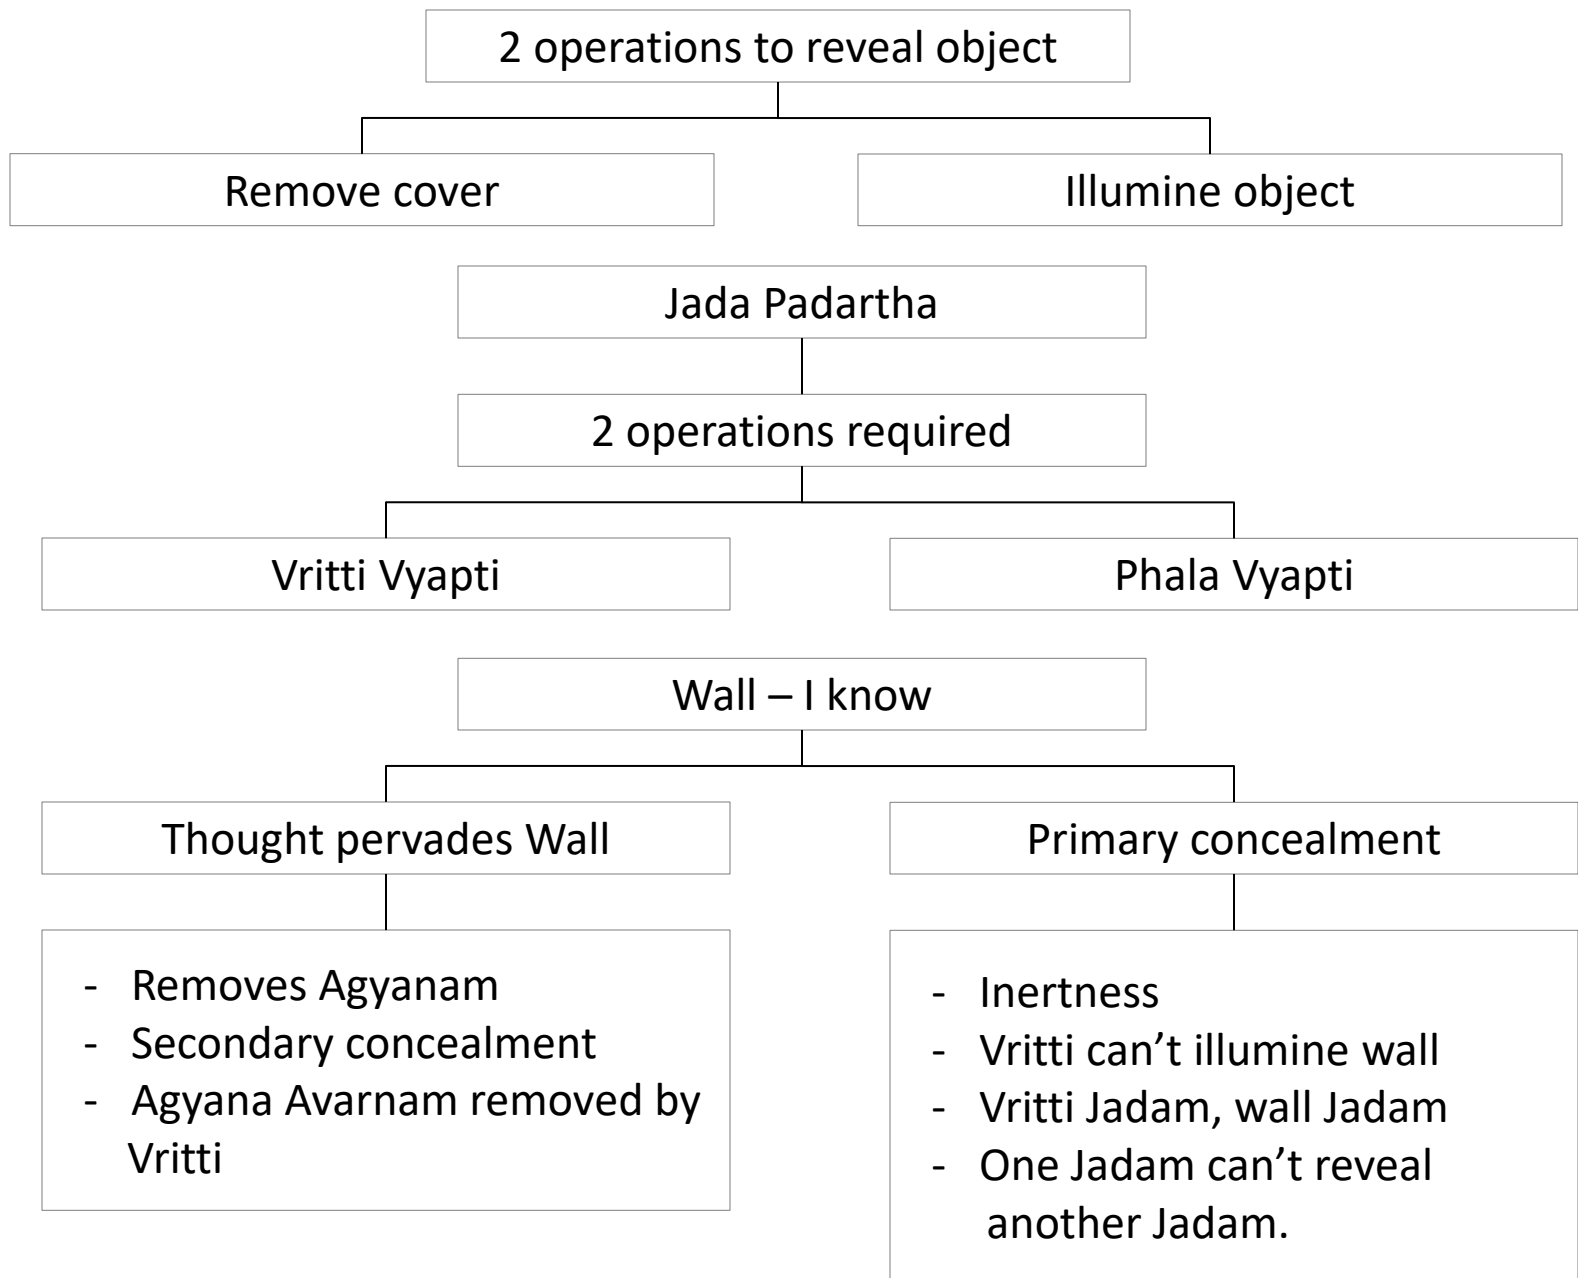 2 operations to reveal object
Remove cover
Illumine object
Jada Padartha
2 operations required
Vritti Vyapti
Phala Vyapti
Wall – I know
Thought pervades Wall
Primary concealment
- Removes Agyanam
- Secondary concealment
- Agyana Avarnam removed by
Vritti
- Inertness
- Vritti can’t illumine wall
- Vritti Jadam, wall Jadam
- One Jadam can’t reveal
another Jadam.